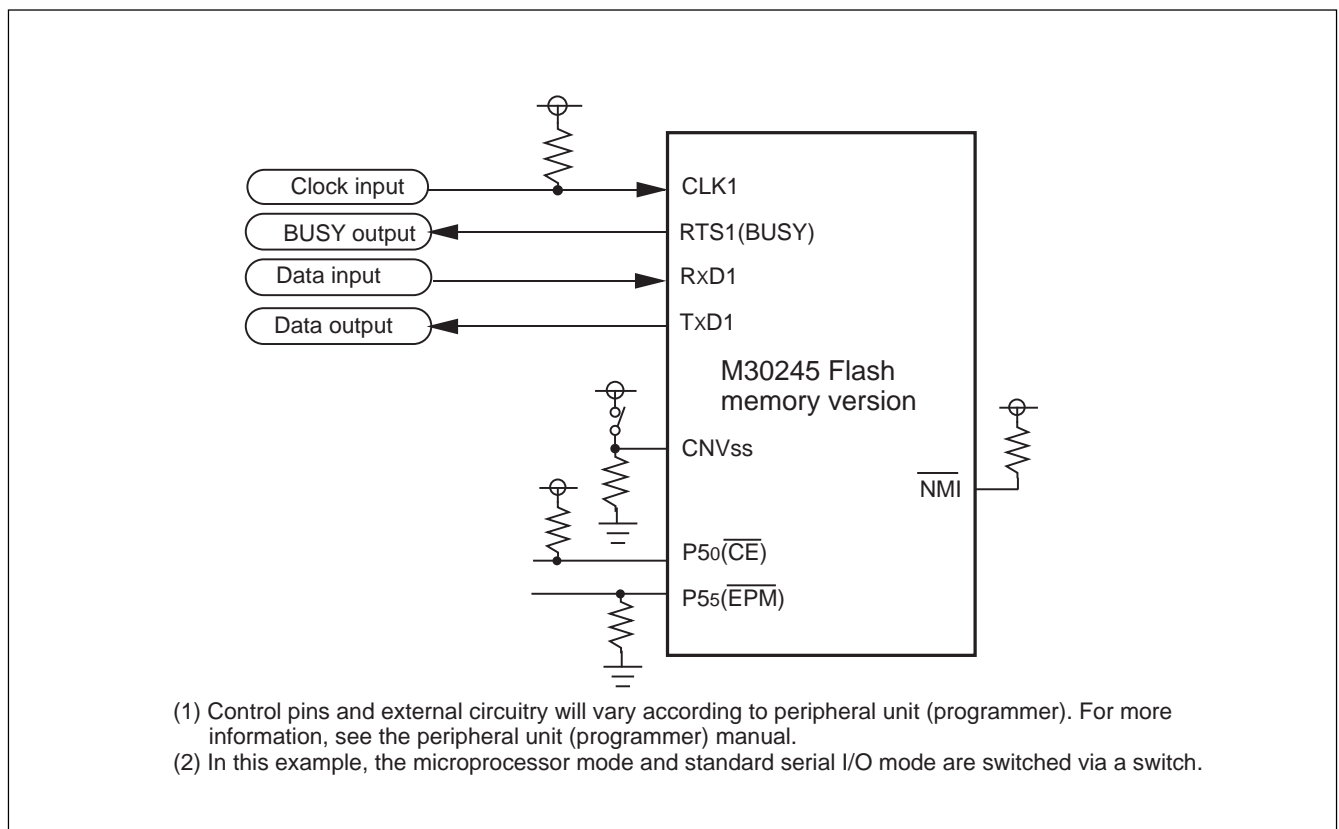 Clock input
CLK1
BUSY output
RTS1(BUSY)
Data input
RxD1
Data output
TxD1
M30245 Flash
memory version
CNVss
NMI
P50(CE)
P55(EPM)
(1) Control pins and external circuitry will vary according to peripheral unit (programmer). For more
information, see the peripheral unit (programmer) manual.
(2) In this example, the microprocessor mode and standard serial I/O mode are switched via a switch.